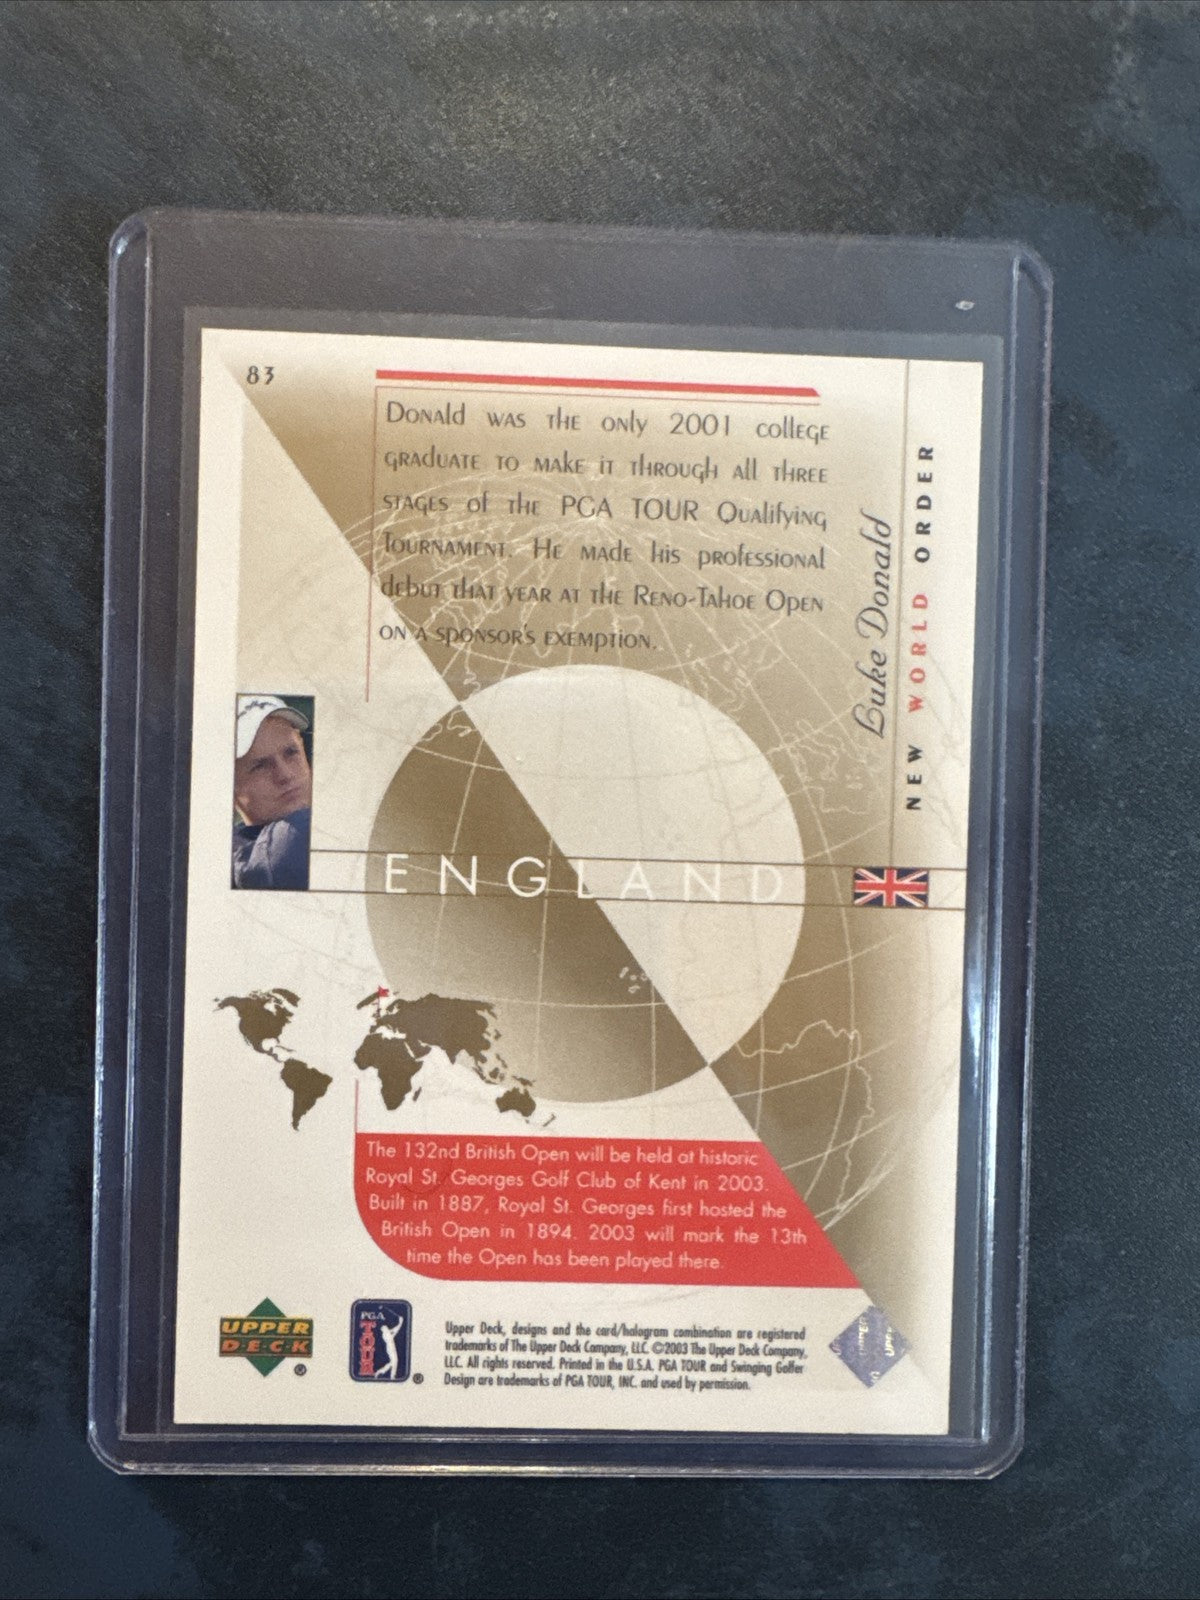 83
Donald was the only 2001 college
graduate to make it through all three
stages of the PGA TOUR Qualifying
Tournament. He made his professional
debut that year at the Reno-Tahoe Open
on a sponsor's exemption.
Luke Donald
NEW WORLD ORDER
ENGLAND
The 132nd British Open will be held at historic
Royal St. Georges Golf Club of Kent in 2003.
Built in 1887, Royal St. Georges first hosted the
British Open in 1894. 2003 will mark the 13th
time the Open has been played there.
UPPER
DECK
®
PGA
TOUR
®
Upper Deck, designs and the card/hologram combination are registered
trademarks of The Upper Deck Company, LLC. ©2003 The Upper Deck Company,
LLC. All rights reserved. Printed in the U.S.A. PGA TOUR and Swinging Golfer
Design are trademarks of PGA TOUR, INC. and used by permission.